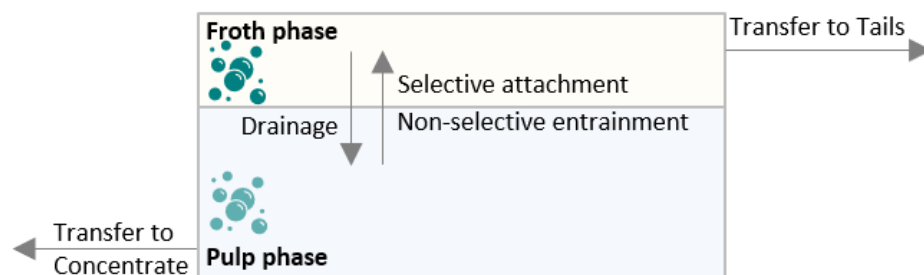 Froth phase
Transfer to Tails
Selective attachment
Drainage
Non-selective entrainment
Transfer to
Concentrate
Pulp phase